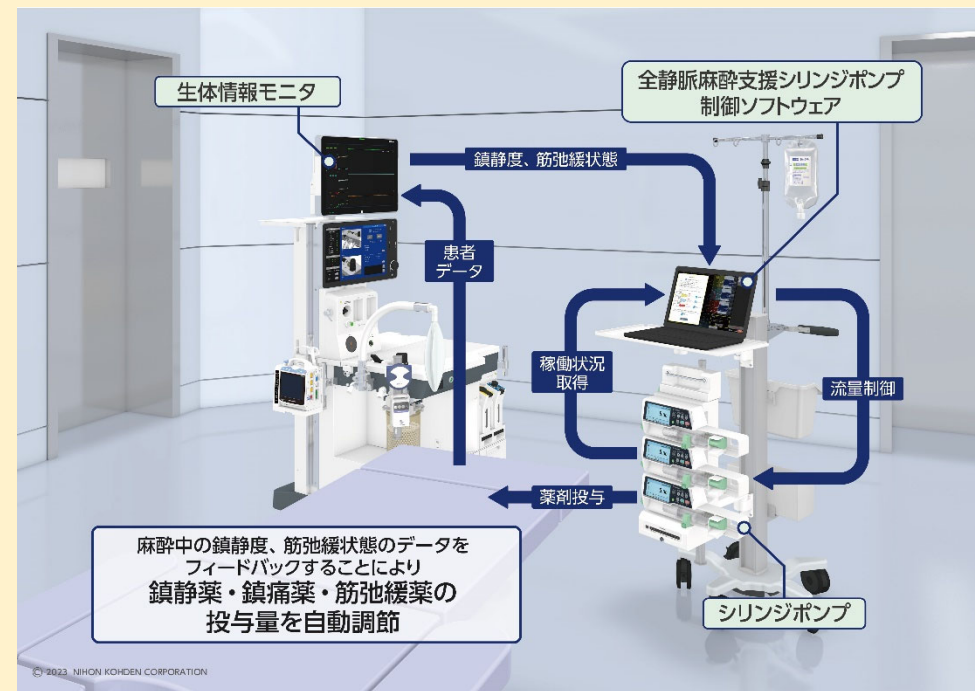 生体情報モニタ
全静脈麻酔支援シリンジポンプ
制御ソフトウェア
鎮静度、筋弛緩状態
患者
データ
稼働状況
取得
流量制御
薬剤投与
麻酔中の鎮静度、筋弛緩状態のデータを
フィードバックすることにより
鎮静薬・鎮痛薬・筋弛緩薬の
投与量を自動調節
シリンジポンプ
© 2023 NIHON KOHDEN CORPORATION